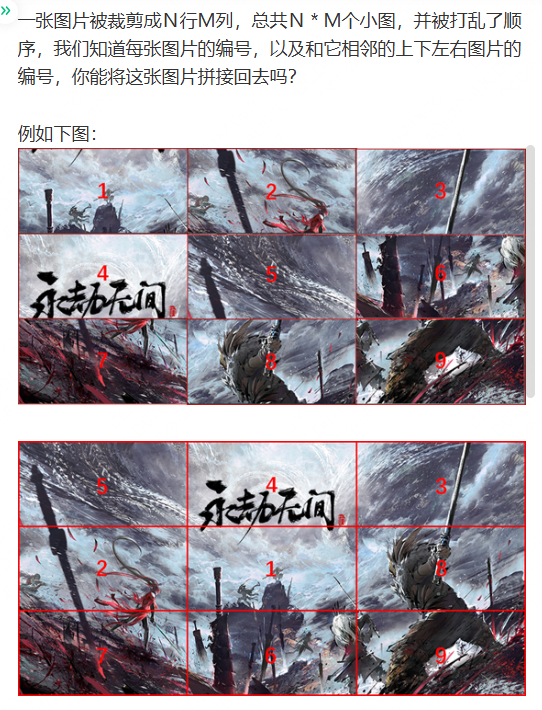 一张图片被裁剪成N行M列，总共N * M个小图，并被打乱了顺
序，我们知道每张图片的编号，以及和它相邻的上下左右图片的
编号，你能将这张图片拼接回去吗？
例如下图：
1 2 3
4 5 6
永劫无间
7 8 9
5 4 3
永劫无间
2 1 8
7 6 9